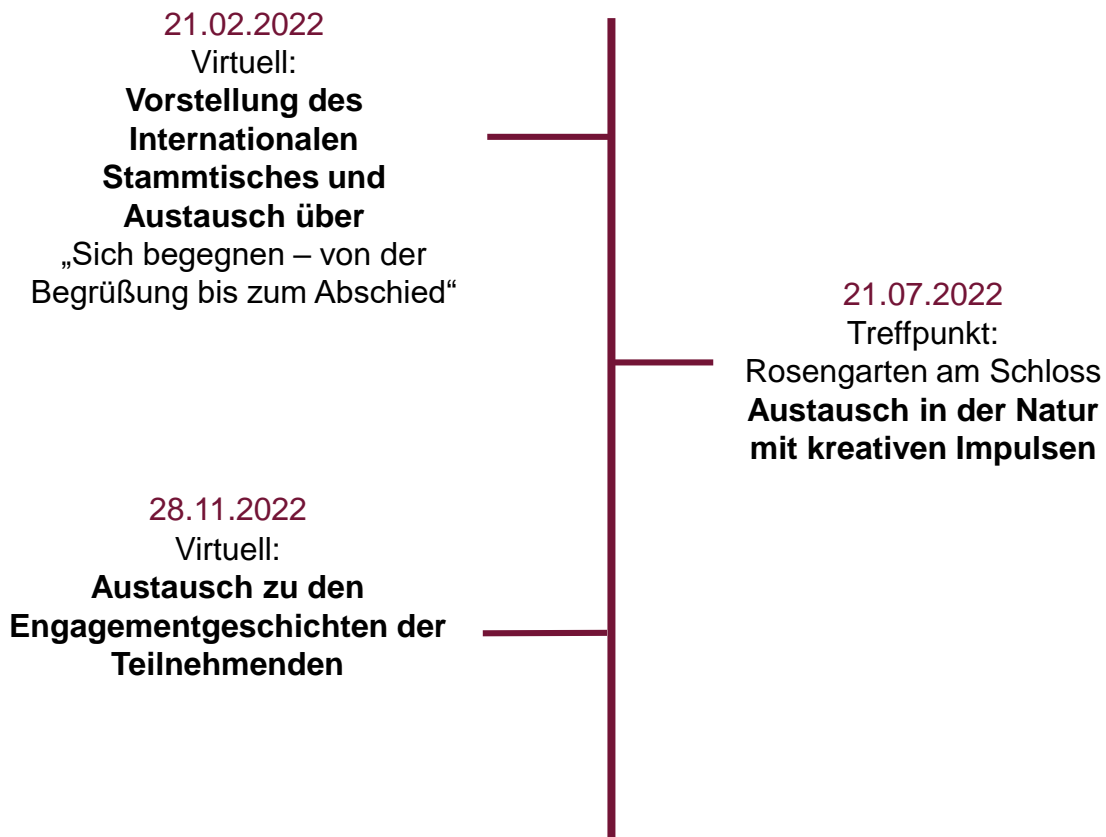 21.02.2022
Virtuell:
Vorstellung des
Internationalen
Stammtisches und
Austausch über
„Sich begegnen – von der
Begrüßung bis zum Abschied“
21.07.2022
Treffpunkt:
Rosengarten am Schloss
Austausch in der Natur
mit kreativen Impulsen
28.11.2022
Virtuell:
Austausch zu den
Engagementgeschichten der
Teilnehmenden